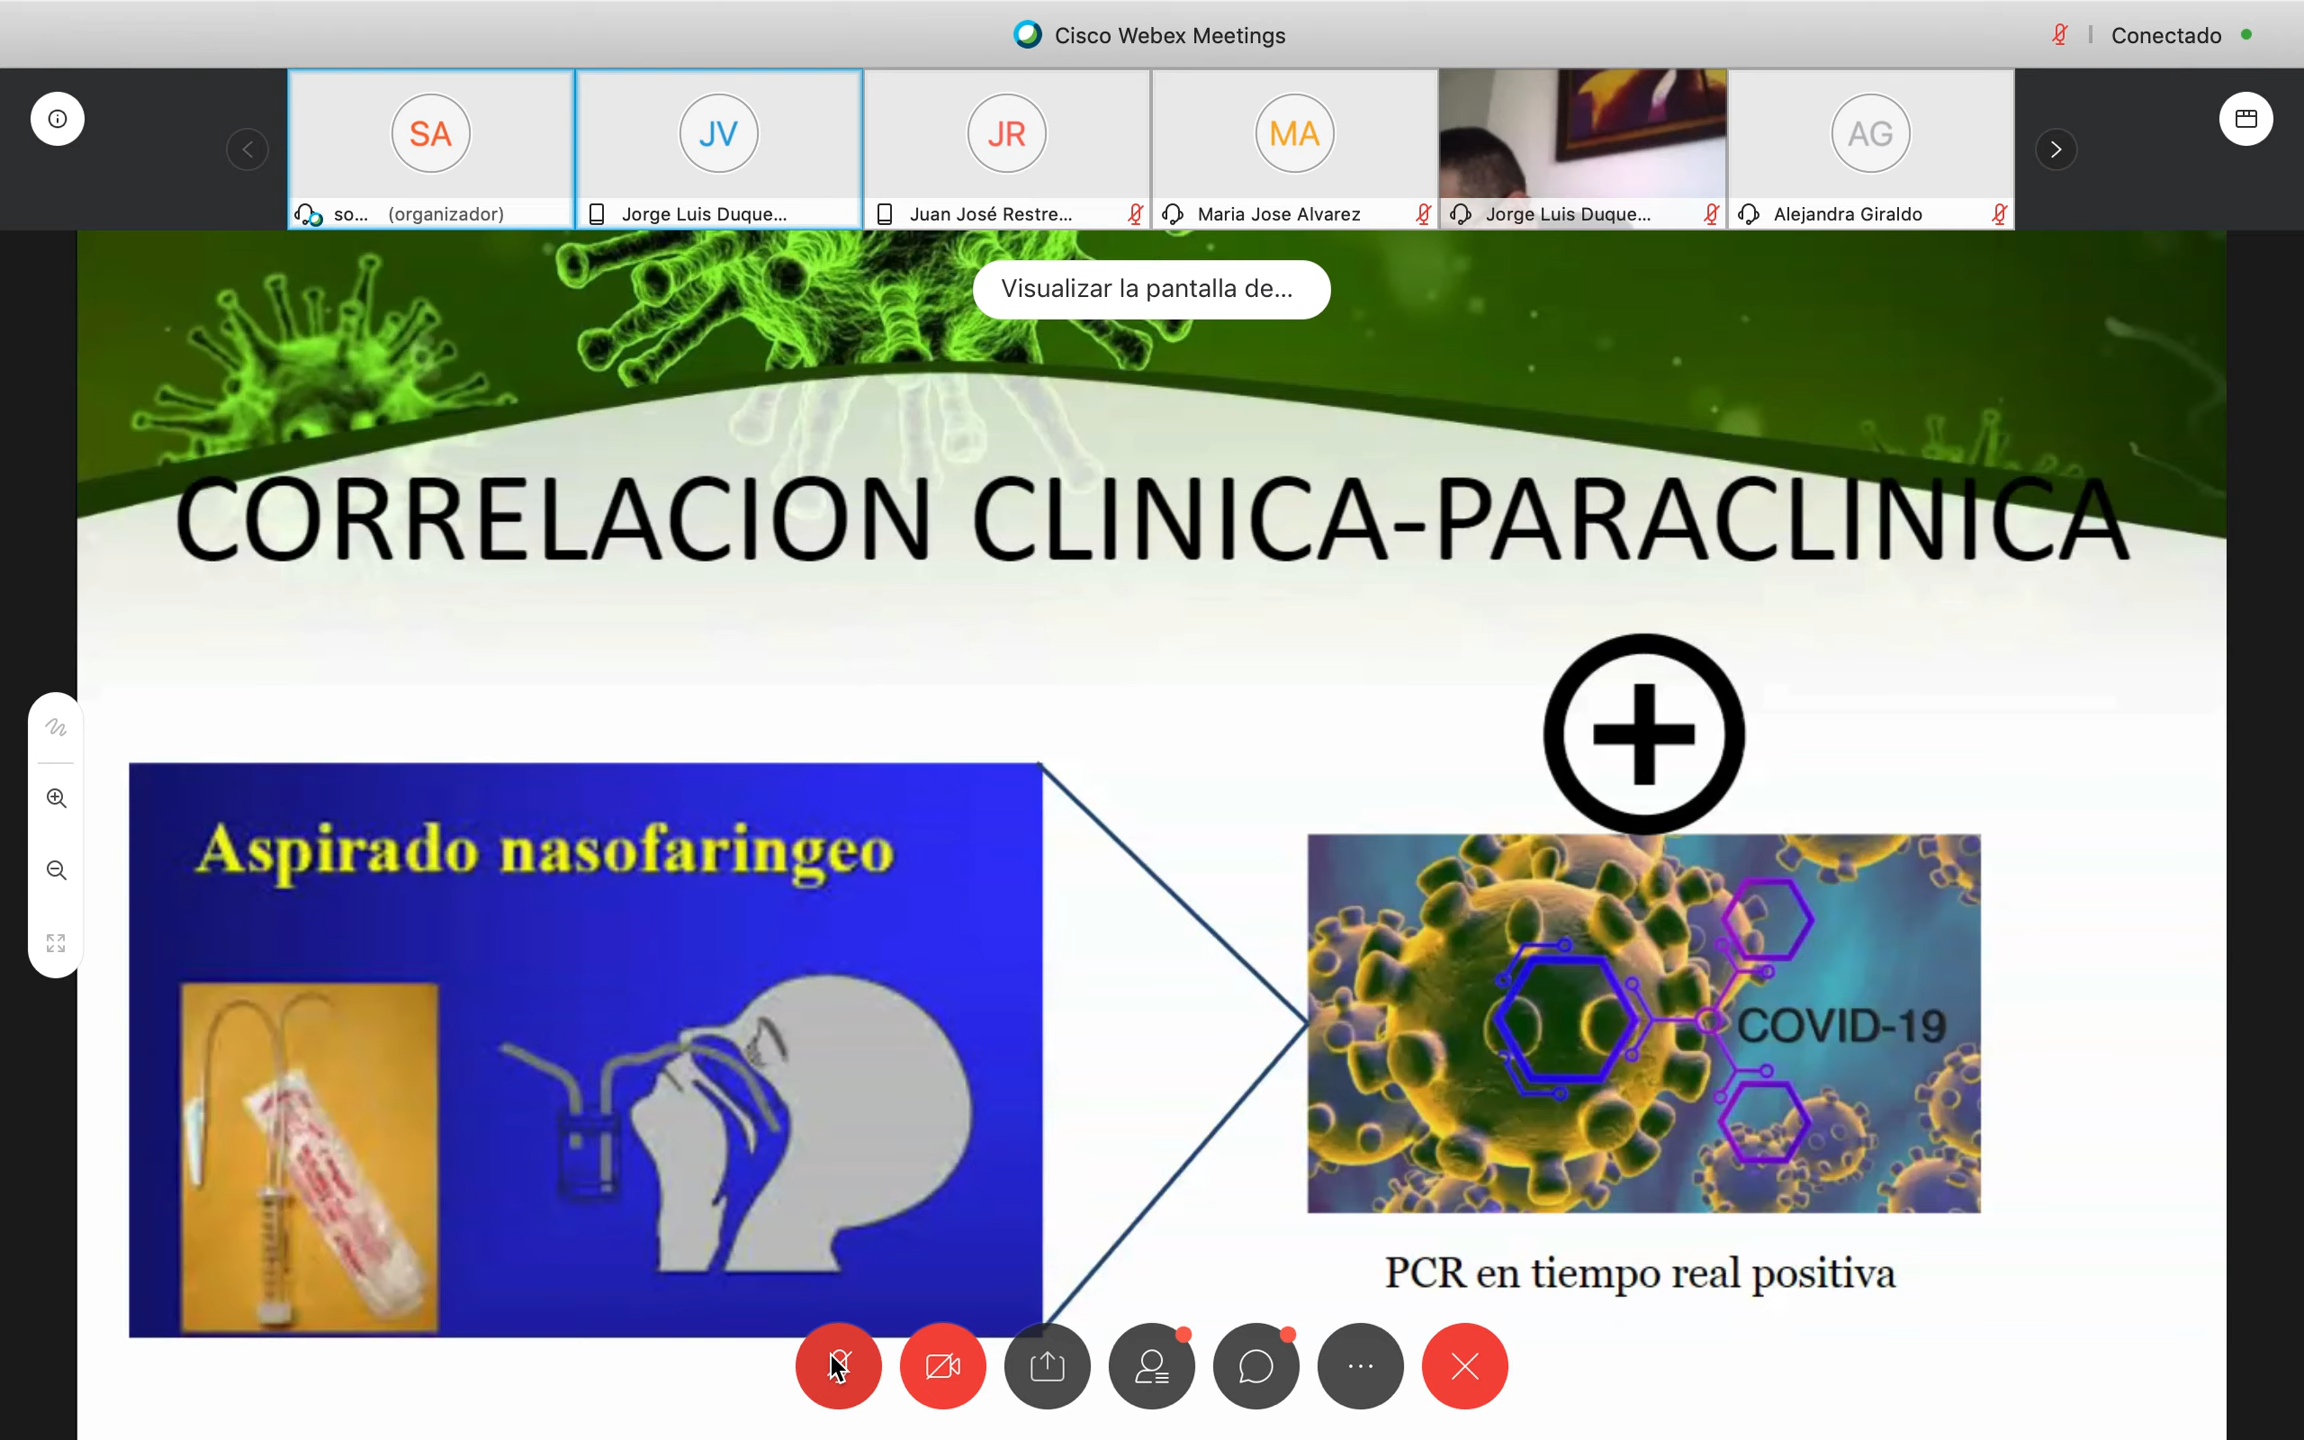 Cisco Webex Meetings
Conectado
SA
JV
JR
MA
AG
so... (organizador)
Jorge Luis Duque...
Juan José Restre...
Maria Jose Alvarez
Jorge Luis Duque...
Alejandra Giraldo
Visualizar la pantalla de...
CORRELACION CLINICA-PARACLINICA
Aspirado nasofaringeo
COVID-19
PCR en tiempo real positiva